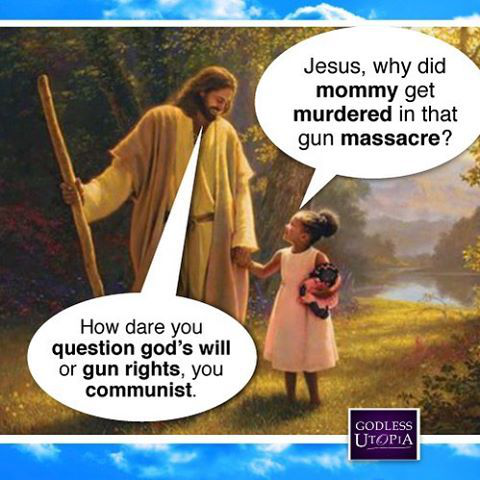 Jesus, why did
mommy get
murdered in that
gun massacre?
How dare you
question god's will
or gun rights, you
communist.
GODLESS
UTOPIA